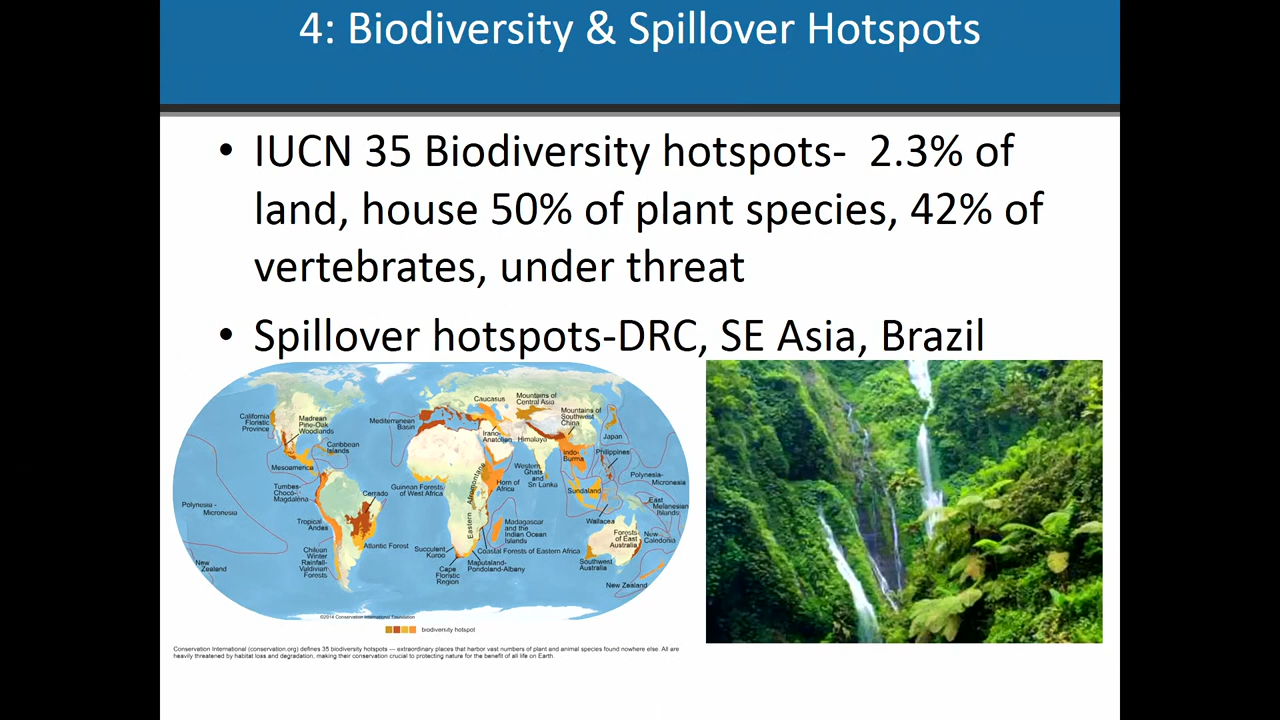 4: Biodiversity & Spillover Hotspots
• IUCN 35 Biodiversity hotspots-  2.3% of
land, house 50% of plant species, 42% of
vertebrates, under threat
• Spillover hotspots-DRC, SE Asia, Brazil
California
Floristic
Province
Madrean
Pine-Oak
Woodlands
Caribbean
Islands
Mesoamerica
Tumbes-
Chocó-
Magdalena
Cerrado
Tropical
Andes
Atlantic Forest
Chilean
Winter
Rainfall-
Valdivian
Forests
Polynesia -
Micronesia
New
Zealand
Mediterranean
Basin
Caucasus
Mountains of
Central Asia
Irano-
Anatolian
Himalaya
Mountains of
Southwest
China
Japan
Indo-
Burma
Philippines
Western
Ghats
and
Sri Lanka
Guinean Forests
of West Africa
Eastern Afromontane
Horn of
Africa
Sundaland
Wallacea
Polynesia-
Micronesia
East
Melanesian
Islands
Madagascar
and the
Indian Ocean
Islands
Coastal Forests of Eastern Africa
Succulent
Karoo
Cape
Floristic
Region
Maputaland-
Pondoland-Albany
Forests
of East
Australia
New
Caledonia
Southwest
Australia
New Zealand
©2014 Conservation International Foundation
biodiversity hotspot
Conservation International (conservation.org) defines 35 biodiversity hotspots — extraordinary places that harbor vast numbers of plant and animal species found nowhere else. All are
heavily threatened by habitat loss and degradation, making their conservation crucial to protecting nature for the benefit of all life on Earth.